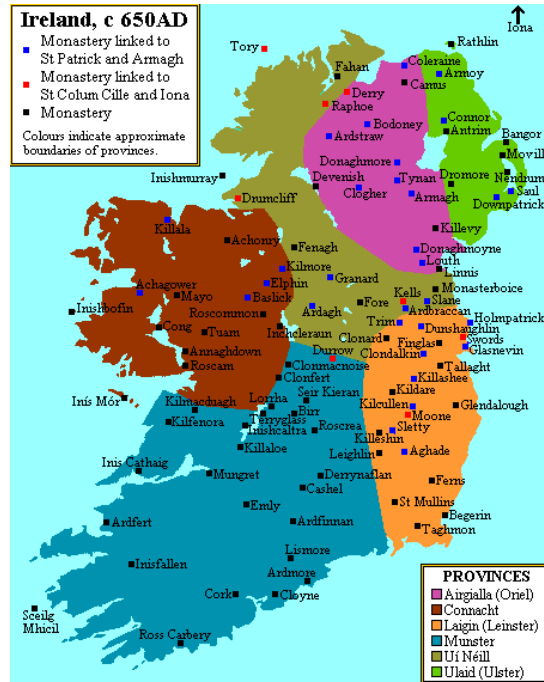 Ireland, c 650AD
Monastery linked to
St Patrick and Armagh
Monastery linked to
St Colum Cille and Iona
Monastery
Colours indicate approximate
boundaries of provinces.
Iona
Rathlin
Tory
Coleraine
Fahan
Armoy
Camus
Derry
Raphoe
Connor
Bodoney
Antrim
Ardstraw
Bangor
Movilla
Donaghmore
Inishmurray
Devenish
Tynan
Dromore
Nendrum
Clogher
Saul
Armagh
Downpatrick
Drumcliff
Killala
Killevy
Achonry
Fenagh
Donaghmoyne
Louth
Kilmore
Linnis
Granard
Elphin
Kells
Monasterboice
Achagower
Mayo
Baslick
Fore
Slane
Ardagh
Ardbraccan
Inishbofin
Roscommon
Trim
Holmpatrick
Dunshaughlin
Cong
Tuam
Inchcleraun
Clonard
Finglas
Swords
Glasnevin
Annaghdown
Durrow
Clondalkin
Roscam
Clonmacnoise
Tallaght
Clonfert
Killashee
Inís Mór
Seir Kieran
Kildare
Kilmacduagh
Lorrha
Kilcullen
Glendalough
Birr
Moone
Kilfenora
Terryglass
Inishcaltra
Roscrea
Killeshin
Sletty
Killaloe
Leighlin
Aghade
Inis Cathaig
Mungret
Derrynaflan
Cashel
Ferns
Emly
St Mullins
Ardfert
Ardfinnan
Begerin
Taghmon
Lismore
Inisfallen
Ardmore
Cork
Cloyne
Sceilg
Mhicil
Ross Carbery
PROVINCES
Airgialla (Oriel)
Connacht
Laigin (Leinster)
Munster
Uí Néill
Ulaid (Ulster)